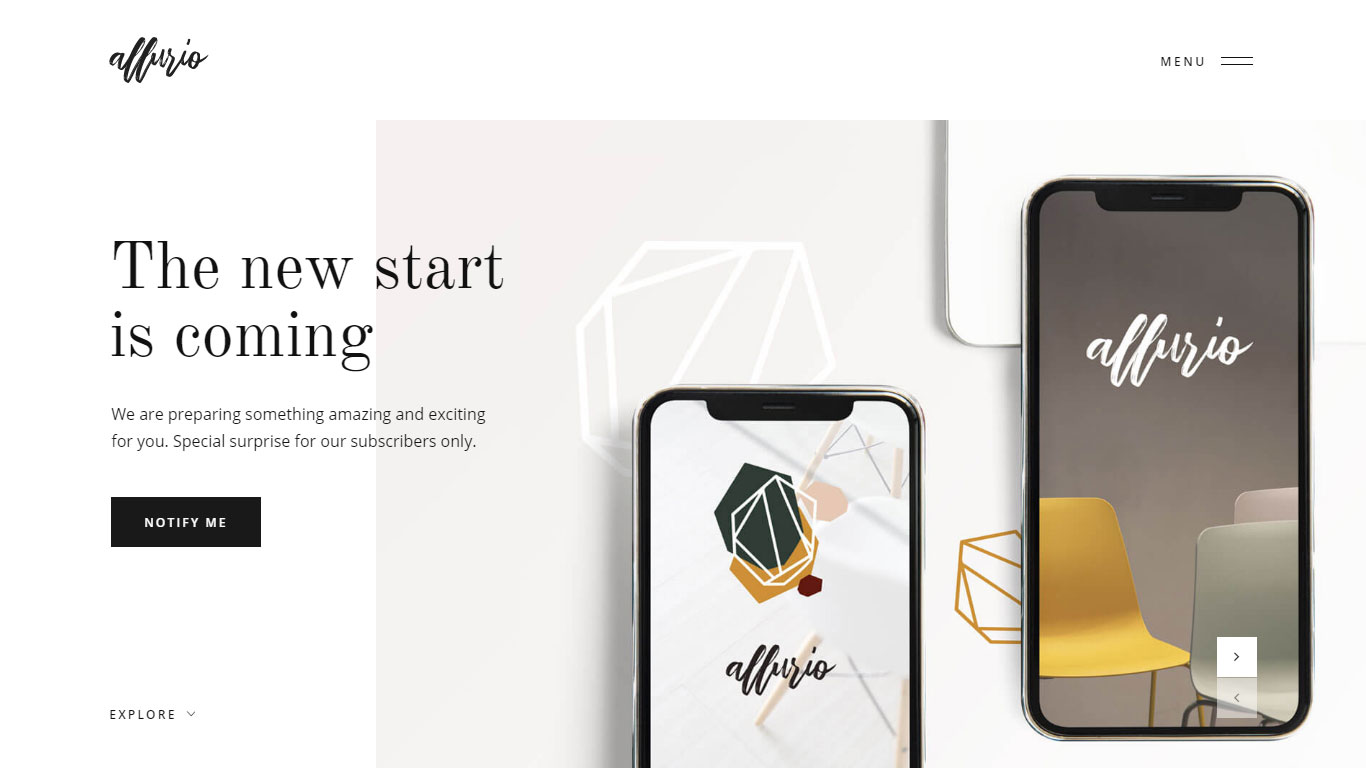 allurio
MENU
The new start
is coming
We are preparing something amazing and exciting
for you. Special surprise for our subscribers only.
NOTIFY ME
EXPLORE
allurio
allurio